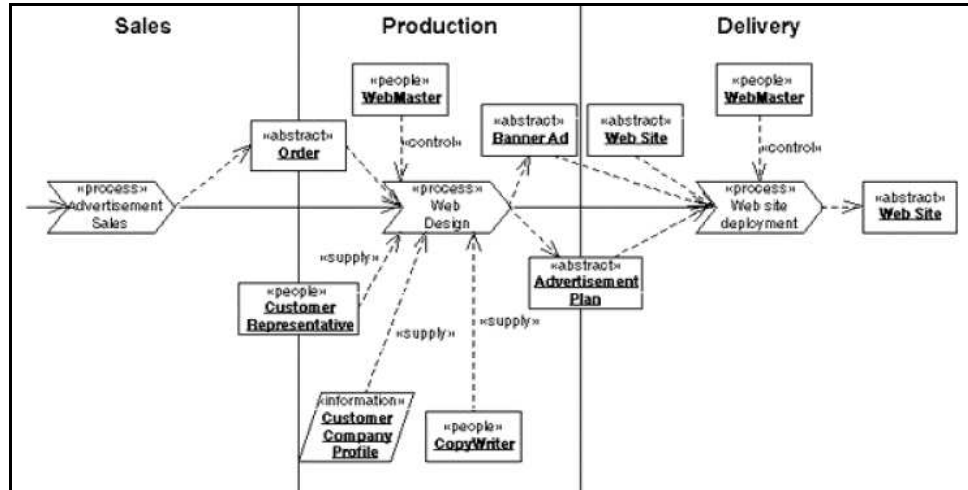 Sales
Production
Delivery
«people»
WebMaster
«people»
WebMaster
«abstract»
Order
«control»
«abstract»
Banner Ad
«abstract»
Web Site
«control»
«process»
Advertisement
Sales
«process»
Web
Design
«process»
Web site
deployment
«abstract»
Web Site
«supply»
«abstract»
Advertisement
Plan
«people»
Customer
Representative
«supply»
«supply»
«information»
Customer
Company
Profile
«people»
CopyWriter